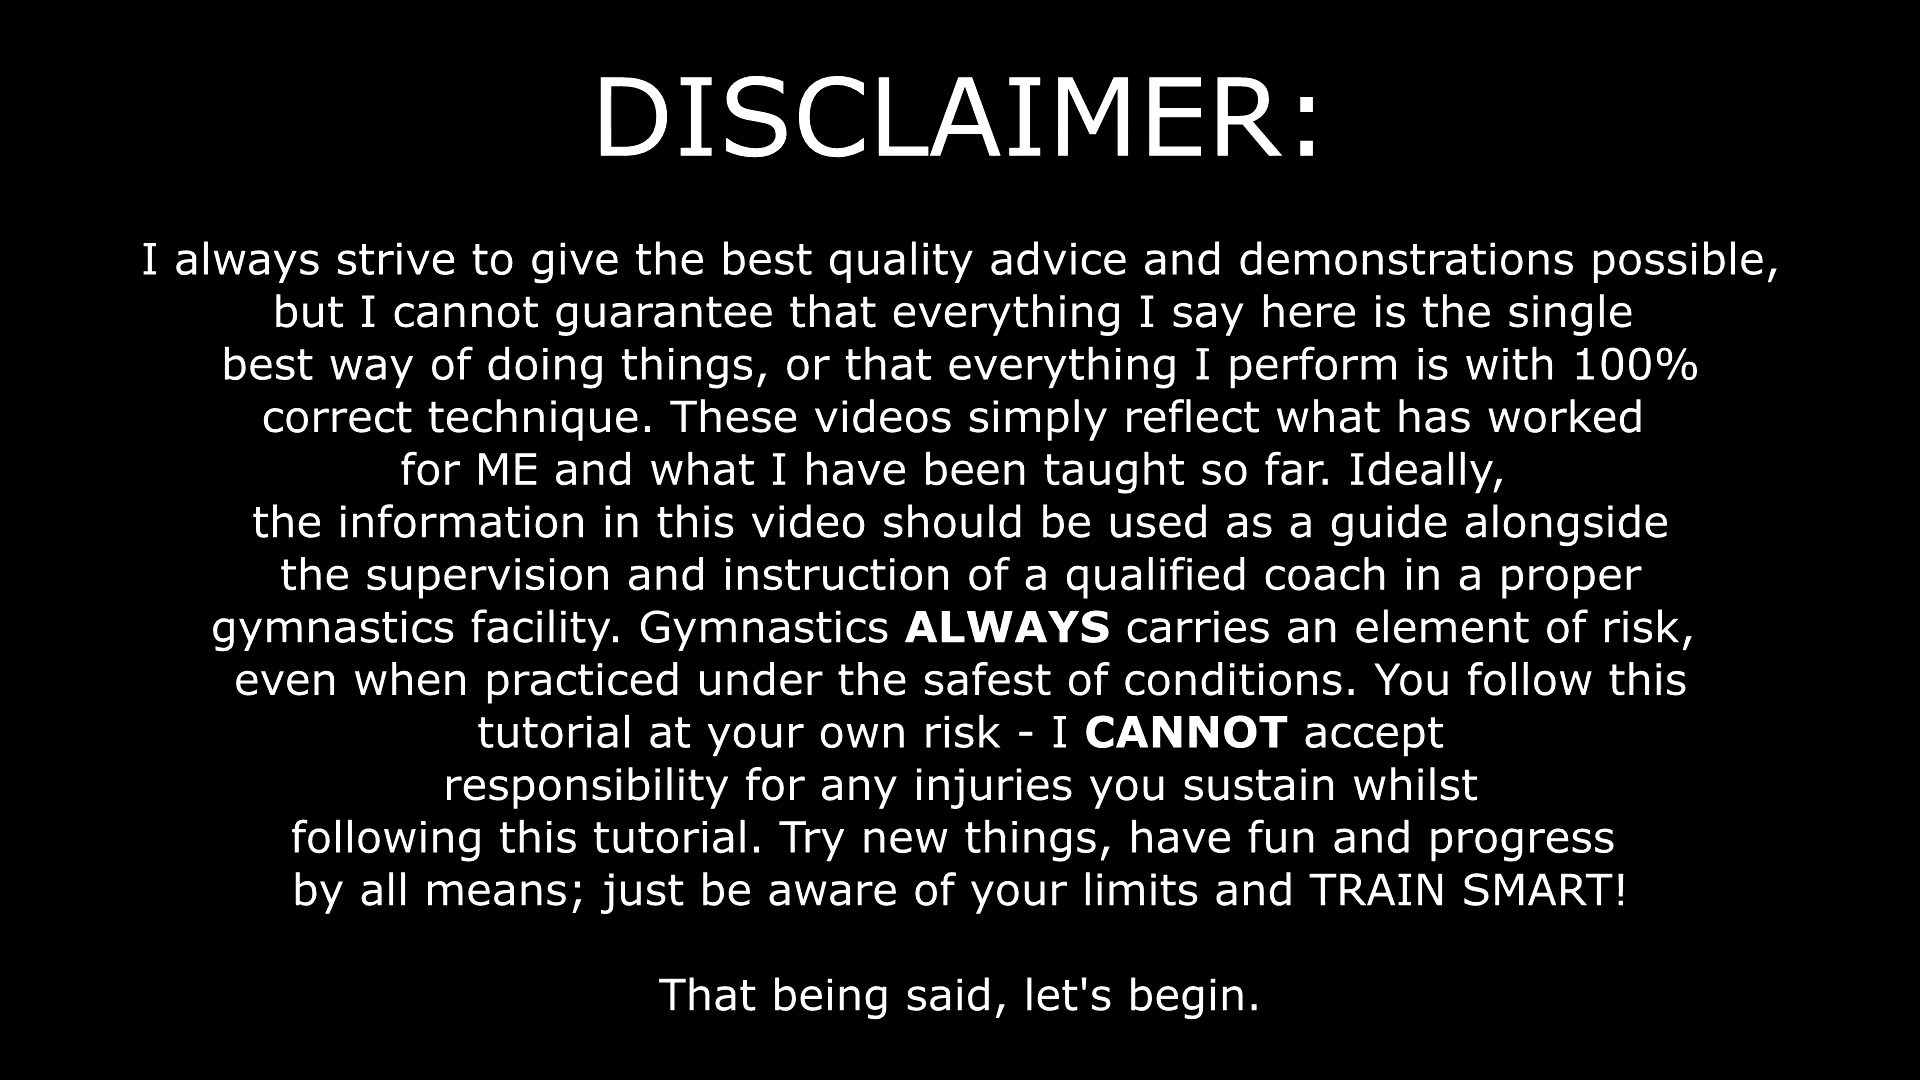 DISCLAIMER:
I always strive to give the best quality advice and demonstrations possible,
but I cannot guarantee that everything I say here is the single
best way of doing things, or that everything I perform is with 100%
correct technique. These videos simply reflect what has worked
for ME and what I have been taught so far. Ideally,
the information in this video should be used as a guide alongside
the supervision and instruction of a qualified coach in a proper
gymnastics facility. Gymnastics ALWAYS carries an element of risk,
even when practiced under the safest of conditions. You follow this
tutorial at your own risk - I CANNOT accept
responsibility for any injuries you sustain whilst
following this tutorial. Try new things, have fun and progress
by all means; just be aware of your limits and TRAIN SMART!
That being said, let's begin.